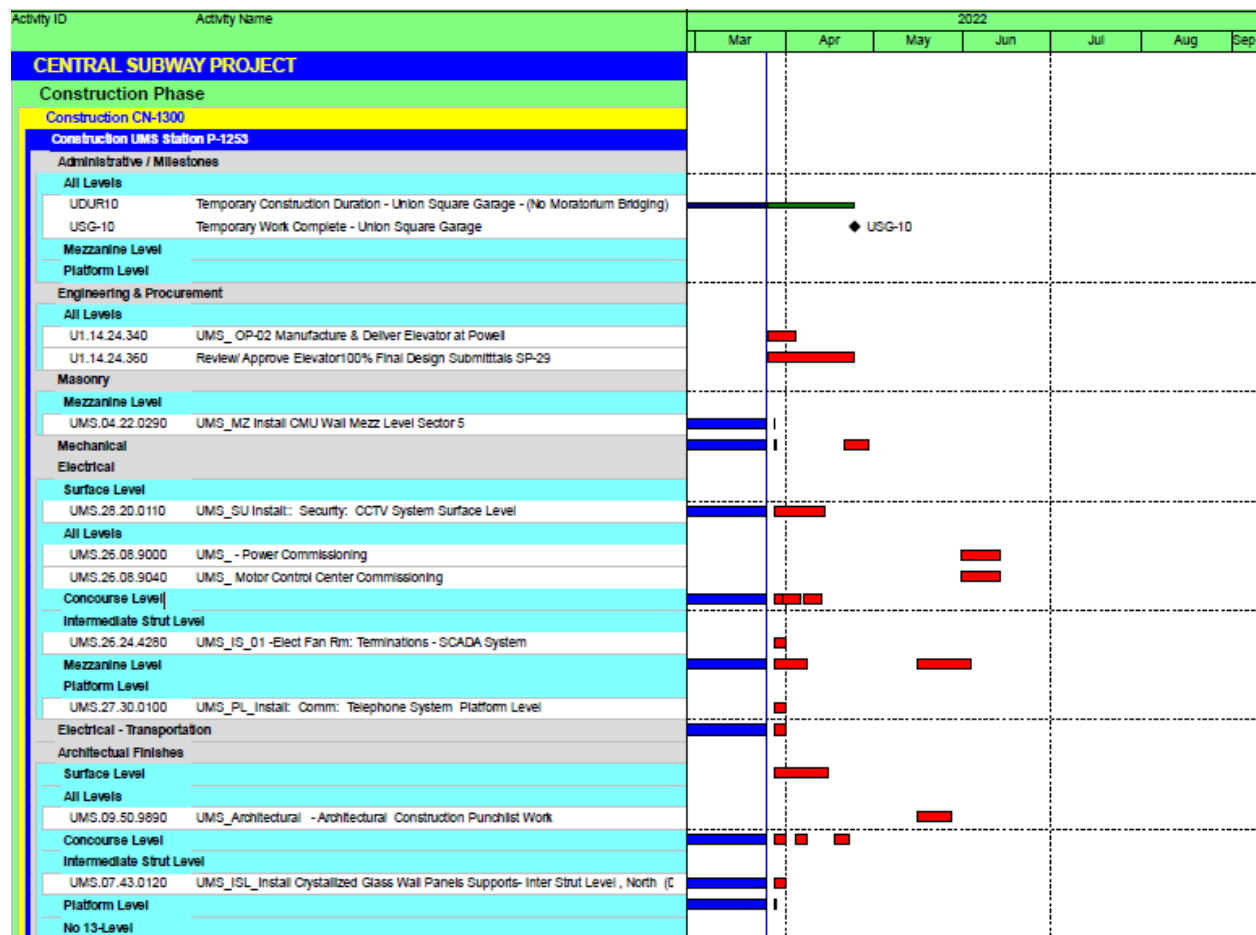 Activity ID Activity Name 2022
Mar Apr May Jun Jul Aug Sep
CENTRAL SUBWAY PROJECT
Construction Phase
Construction CN-1300
Construction UMS Station P-1253
Administrative / Milestones
All Levels
UDUR10 Temporary Construction Duration - Union Square Garage - (No Moratorium Bridging)
USG-10 Temporary Work Complete - Union Square Garage USG-10
Mezzanine Level
Platform Level
Engineering & Procurement
All Levels
U1.14.24.340 UMS_ OP-02 Manufacture & Deliver Elevator at Powell
U1.14.24.360 Review/ Approve Elevator100% Final Design Submitttals SP-29
Masonry
Mezzanine Level
UMS.04.22.0290 UMS_MZ Install CMU Wall Mezz Level Sector 5
Mechanical
Electrical
Surface Level
UMS.28.20.0110 UMS_SU Install:: Security: CCTV System Surface Level
All Levels
UMS.26.08.9000 UMS_ - Power Commissioning
UMS.26.08.9040 UMS_ Motor Control Center Commissioning
Concourse Level
Intermediate Strut Level
UMS.26.24.4280 UMS_IS_01 -Elect Fan Rm: Terminations - SCADA System
Mezzanine Level
Platform Level
UMS.27.30.0100 UMS_PL_Install: Comm: Telephone System Platform Level
Electrical - Transportation
Architectual Finishes
Surface Level
All Levels
UMS.09.50.9890 UMS_Architectural - Architectural Construction Punchlist Work
Concourse Level
Intermediate Strut Level
UMS.07.43.0120 UMS_ISL_Install Crystallized Glass Wall Panels Supports- Inter Strut Level , North (D
Platform Level
No 13-Level